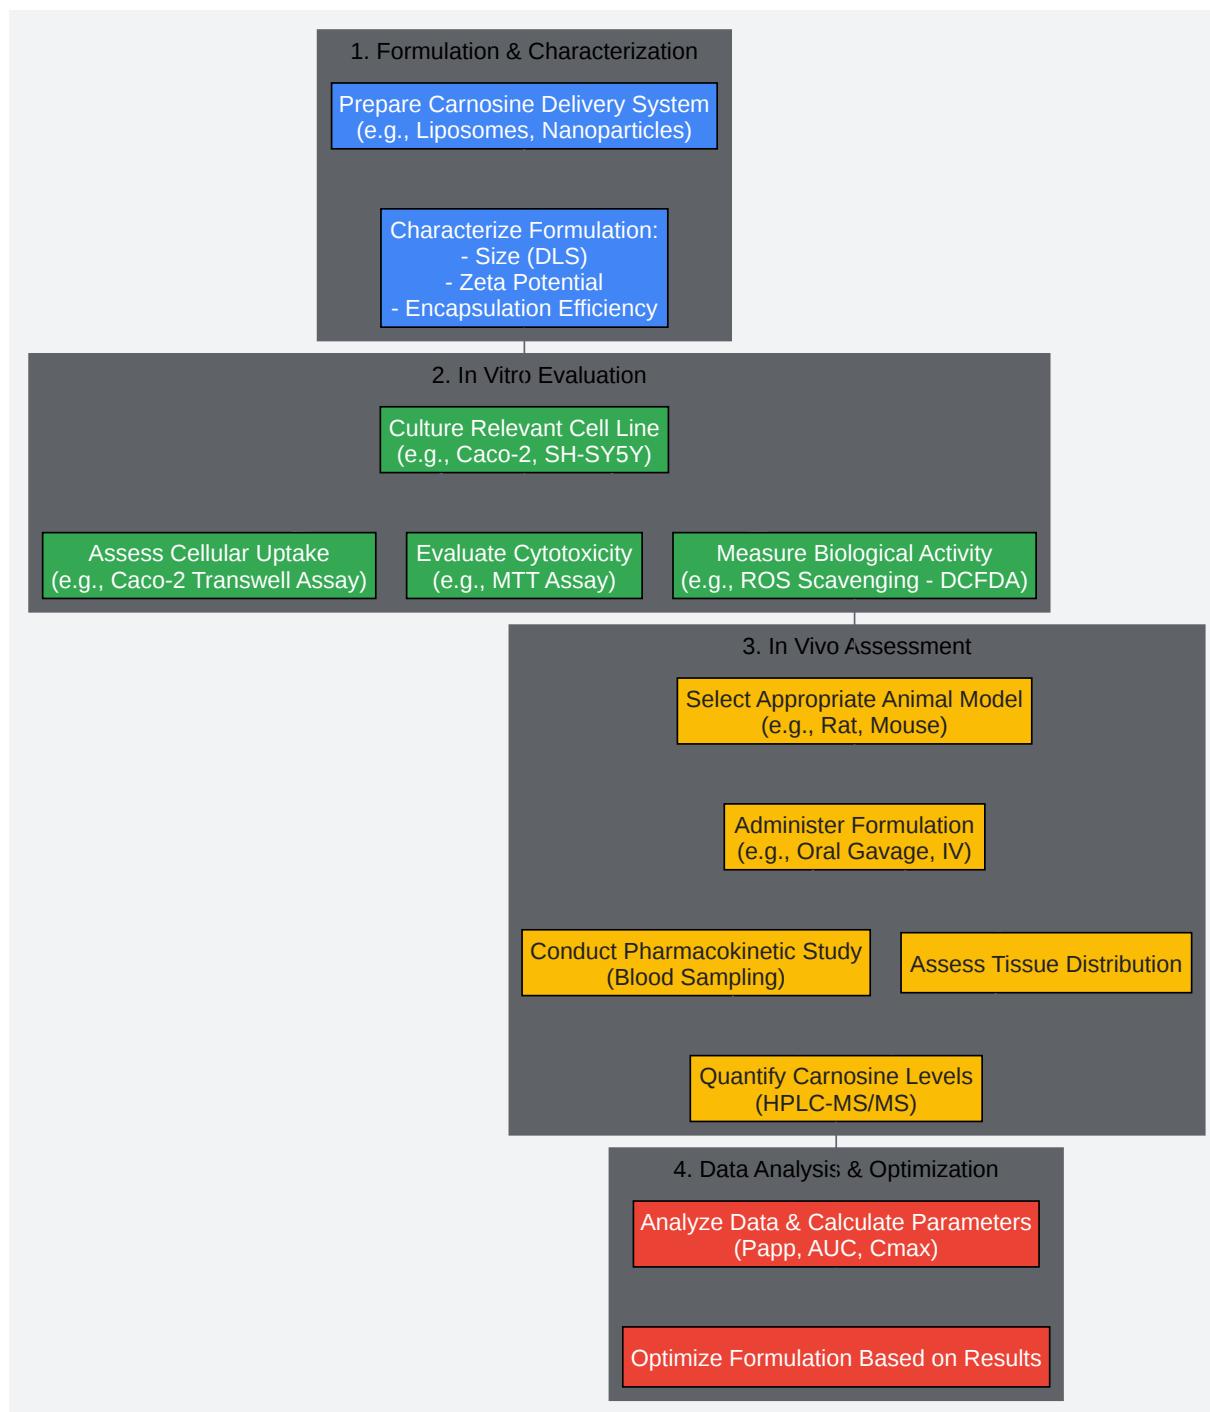 1. Formulation & Characterization
Prepare Carnosine Delivery System
(e.g., Liposomes, Nanoparticles)
Characterize Formulation:
- Size (DLS)
- Zeta Potential
- Encapsulation Efficiency
2. In Vitro Evaluation
Culture Relevant Cell Line
(e.g., Caco-2, SH-SY5Y)
Assess Cellular Uptake
(e.g., Caco-2 Transwell Assay)
Evaluate Cytotoxicity
(e.g., MTT Assay)
Measure Biological Activity
(e.g., ROS Scavenging - DCFDA)
3. In Vivo Assessment
Select Appropriate Animal Model
(e.g., Rat, Mouse)
Administer Formulation
(e.g., Oral Gavage, IV)
Conduct Pharmacokinetic Study
(Blood Sampling)
Assess Tissue Distribution
Quantify Carnosine Levels
(HPLC-MS/MS)
4. Data Analysis & Optimization
Analyze Data & Calculate Parameters
(Papp, AUC, Cmax)
Optimize Formulation Based on Results